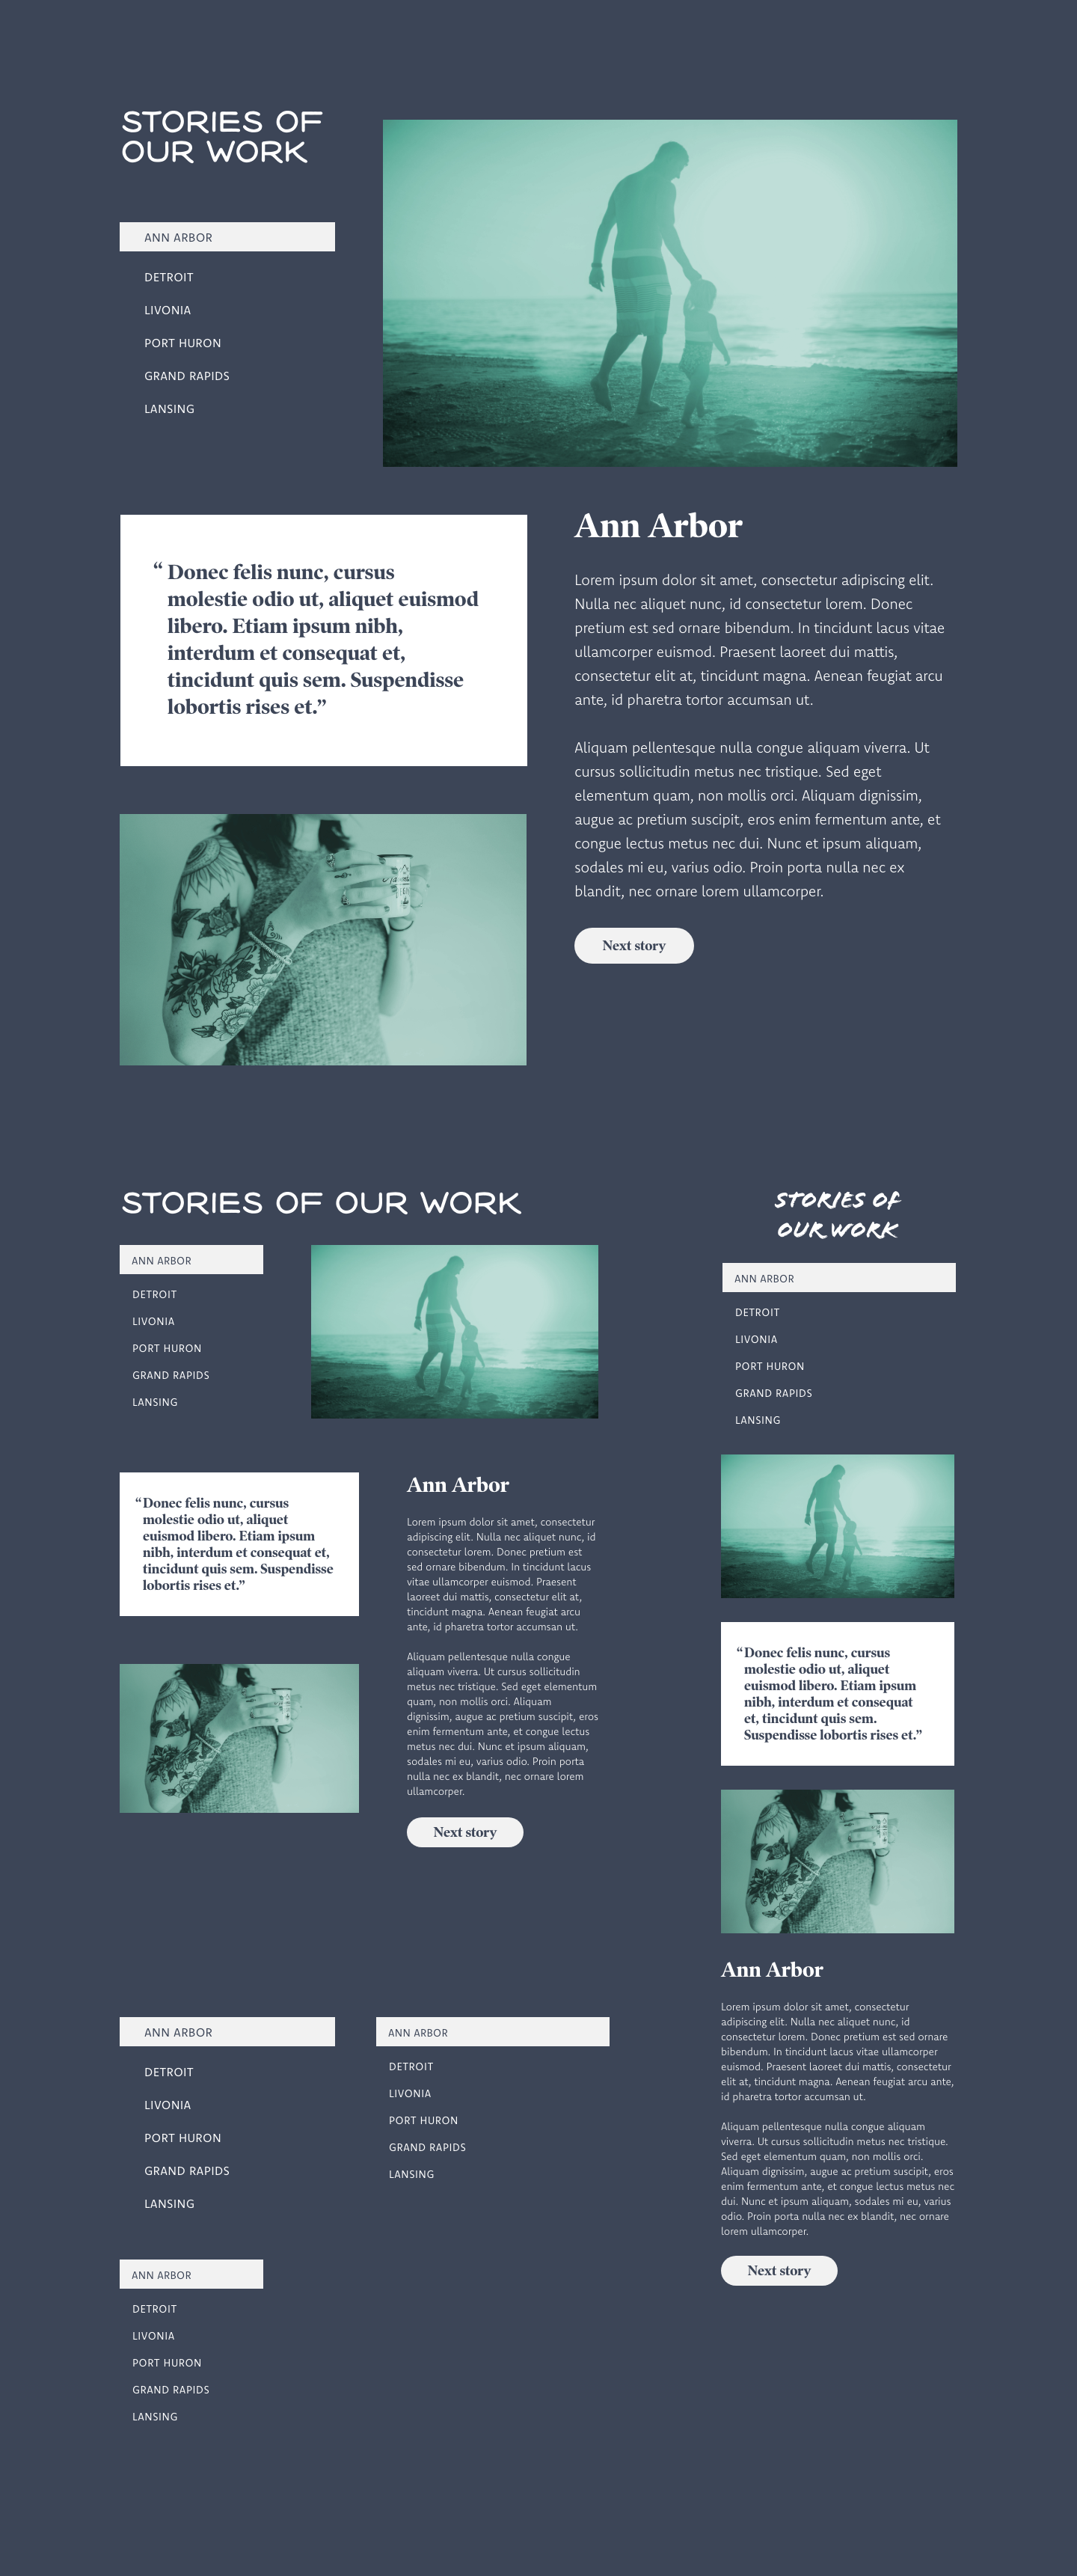 STORIES OF
OUR WORK
ANN ARBOR
DETROIT
LIVONIA
PORT HURON
GRAND RAPIDS
LANSING
Ann Arbor
“ Donec felis nunc, cursus
molestie odio ut, aliquet euismod
libero. Etiam ipsum nibh,
interdum et consequat et,
tincidunt quis sem. Suspendisse
lobortis rises et.”
Lorem ipsum dolor sit amet, consectetur adipiscing elit.
Nulla nec aliquet nunc, id consectetur lorem. Donec
pretium est sed ornare bibendum. In tincidunt lacus vitae
ullamcorper euismod. Praesent laoreet dui mattis,
consectetur elit at, tincidunt magna. Aenean feugiat arcu
ante, id pharetra tortor accumsan ut.
Aliquam pellentesque nulla congue aliquam viverra. Ut
cursus sollicitudin metus nec tristique. Sed eget
elementum quam, non mollis orci. Aliquam dignissim,
augue ac pretium suscipit, eros enim fermentum ante, et
congue lectus metus nec dui. Nunc et ipsum aliquam,
sodales mi eu, varius odio. Proin porta nulla nec ex
blandit, nec ornare lorem ullamcorper.
Next story
STORIES OF OUR WORK
ANN ARBOR
DETROIT
LIVONIA
PORT HURON
GRAND RAPIDS
LANSING
“ Donec felis nunc, cursus
molestie odio ut, aliquet
euismod libero. Etiam ipsum
nibh, interdum et consequat et,
tincidunt quis sem. Suspendisse
lobortis rises et.”
Ann Arbor
Lorem ipsum dolor sit amet, consectetur
adipiscing elit. Nulla nec aliquet nunc, id
consectetur lorem. Donec pretium est
sed ornare bibendum. In tincidunt lacus
vitae ullamcorper euismod. Praesent
laoreet dui mattis, consectetur elit at,
tincidunt magna. Aenean feugiat arcu
ante, id pharetra tortor accumsan ut.
Aliquam pellentesque nulla congue
aliquam viverra. Ut cursus sollicitudin
metus nec tristique. Sed eget elementum
quam, non mollis orci. Aliquam
dignissim, augue ac pretium suscipit, eros
enim fermentum ante, et congue lectus
metus nec dui. Nunc et ipsum aliquam,
sodales mi eu, varius odio. Proin porta
nulla nec ex blandit, nec ornare lorem
ullamcorper.
Next story
STORIES OF
OUR WORK
ANN ARBOR
DETROIT
LIVONIA
PORT HURON
GRAND RAPIDS
LANSING
“ Donec felis nunc, cursus
molestie odio ut, aliquet
euismod libero. Etiam ipsum
nibh, interdum et consequat
et, tincidunt quis sem.
Suspendisse lobortis rises et.”
Ann Arbor
Lorem ipsum dolor sit amet, consectetur
adipiscing elit. Nulla nec aliquet nunc, id
consectetur lorem. Donec pretium est sed ornare
bibendum. In tincidunt lacus vitae ullamcorper
euismod. Praesent laoreet dui mattis, consectetur
elit at, tincidunt magna. Aenean feugiat arcu ante,
id pharetra tortor accumsan ut.
Aliquam pellentesque nulla congue aliquam
viverra. Ut cursus sollicitudin metus nec tristique.
Sed eget elementum quam, non mollis orci.
Aliquam dignissim, augue ac pretium suscipit, eros
enim fermentum ante, et congue lectus metus nec
dui. Nunc et ipsum aliquam, sodales mi eu, varius
odio. Proin porta nulla nec ex blandit, nec ornare
lorem ullamcorper.
Next story
ANN ARBOR
DETROIT
LIVONIA
PORT HURON
GRAND RAPIDS
LANSING
ANN ARBOR
DETROIT
LIVONIA
PORT HURON
GRAND RAPIDS
LANSING
ANN ARBOR
DETROIT
LIVONIA
PORT HURON
GRAND RAPIDS
LANSING